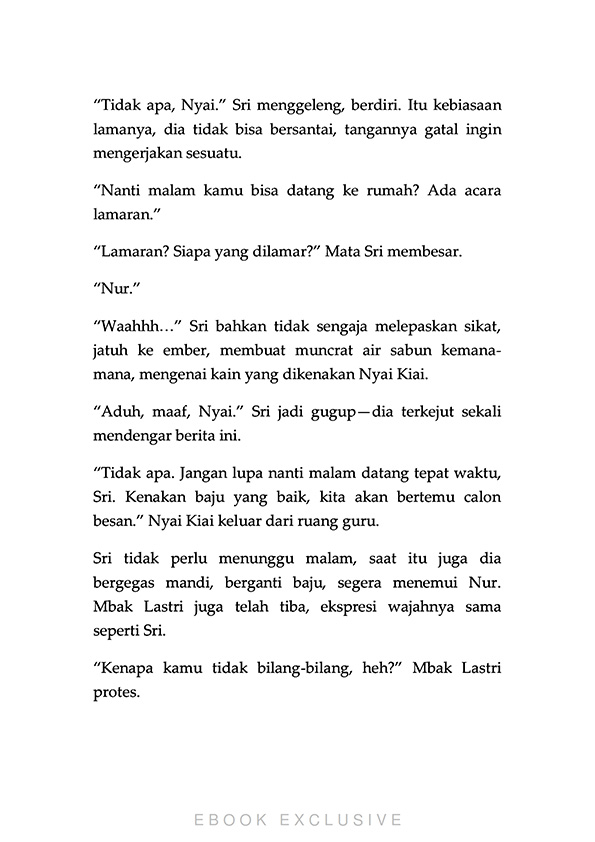 “Tidak apa, Nyai.” Sri menggeleng, berdiri. Itu kebiasaan
lamanya, dia tidak bisa bersantai, tangannya gatal ingin
mengerjakan sesuatu.
“Nanti malam kamu bisa datang ke rumah? Ada acara
lamaran.”
“Lamaran? Siapa yang dilamar?” Mata Sri membesar.
“Nur.”
“Waahhh…” Sri bahkan tidak sengaja melepaskan sikat,
jatuh ke ember, membuat muncrat air sabun kemana-
mana, mengenai kain yang dikenakan Nyai Kiai.
“Aduh, maaf, Nyai.” Sri jadi gugup—dia terkejut sekali
mendengar berita ini.
“Tidak apa. Jangan lupa nanti malam datang tepat waktu,
Sri. Kenakan baju yang baik, kita akan bertemu calon
besan.” Nyai Kiai keluar dari ruang guru.
Sri tidak perlu menunggu malam, saat itu juga dia
bergegas mandi, berganti baju, segera menemui Nur.
Mbak Lastri juga telah tiba, ekspresi wajahnya sama
seperti Sri.
“Kenapa kamu tidak bilang-bilang, heh?” Mbak Lastri
protes.
EBOOK EXCLUSIVE